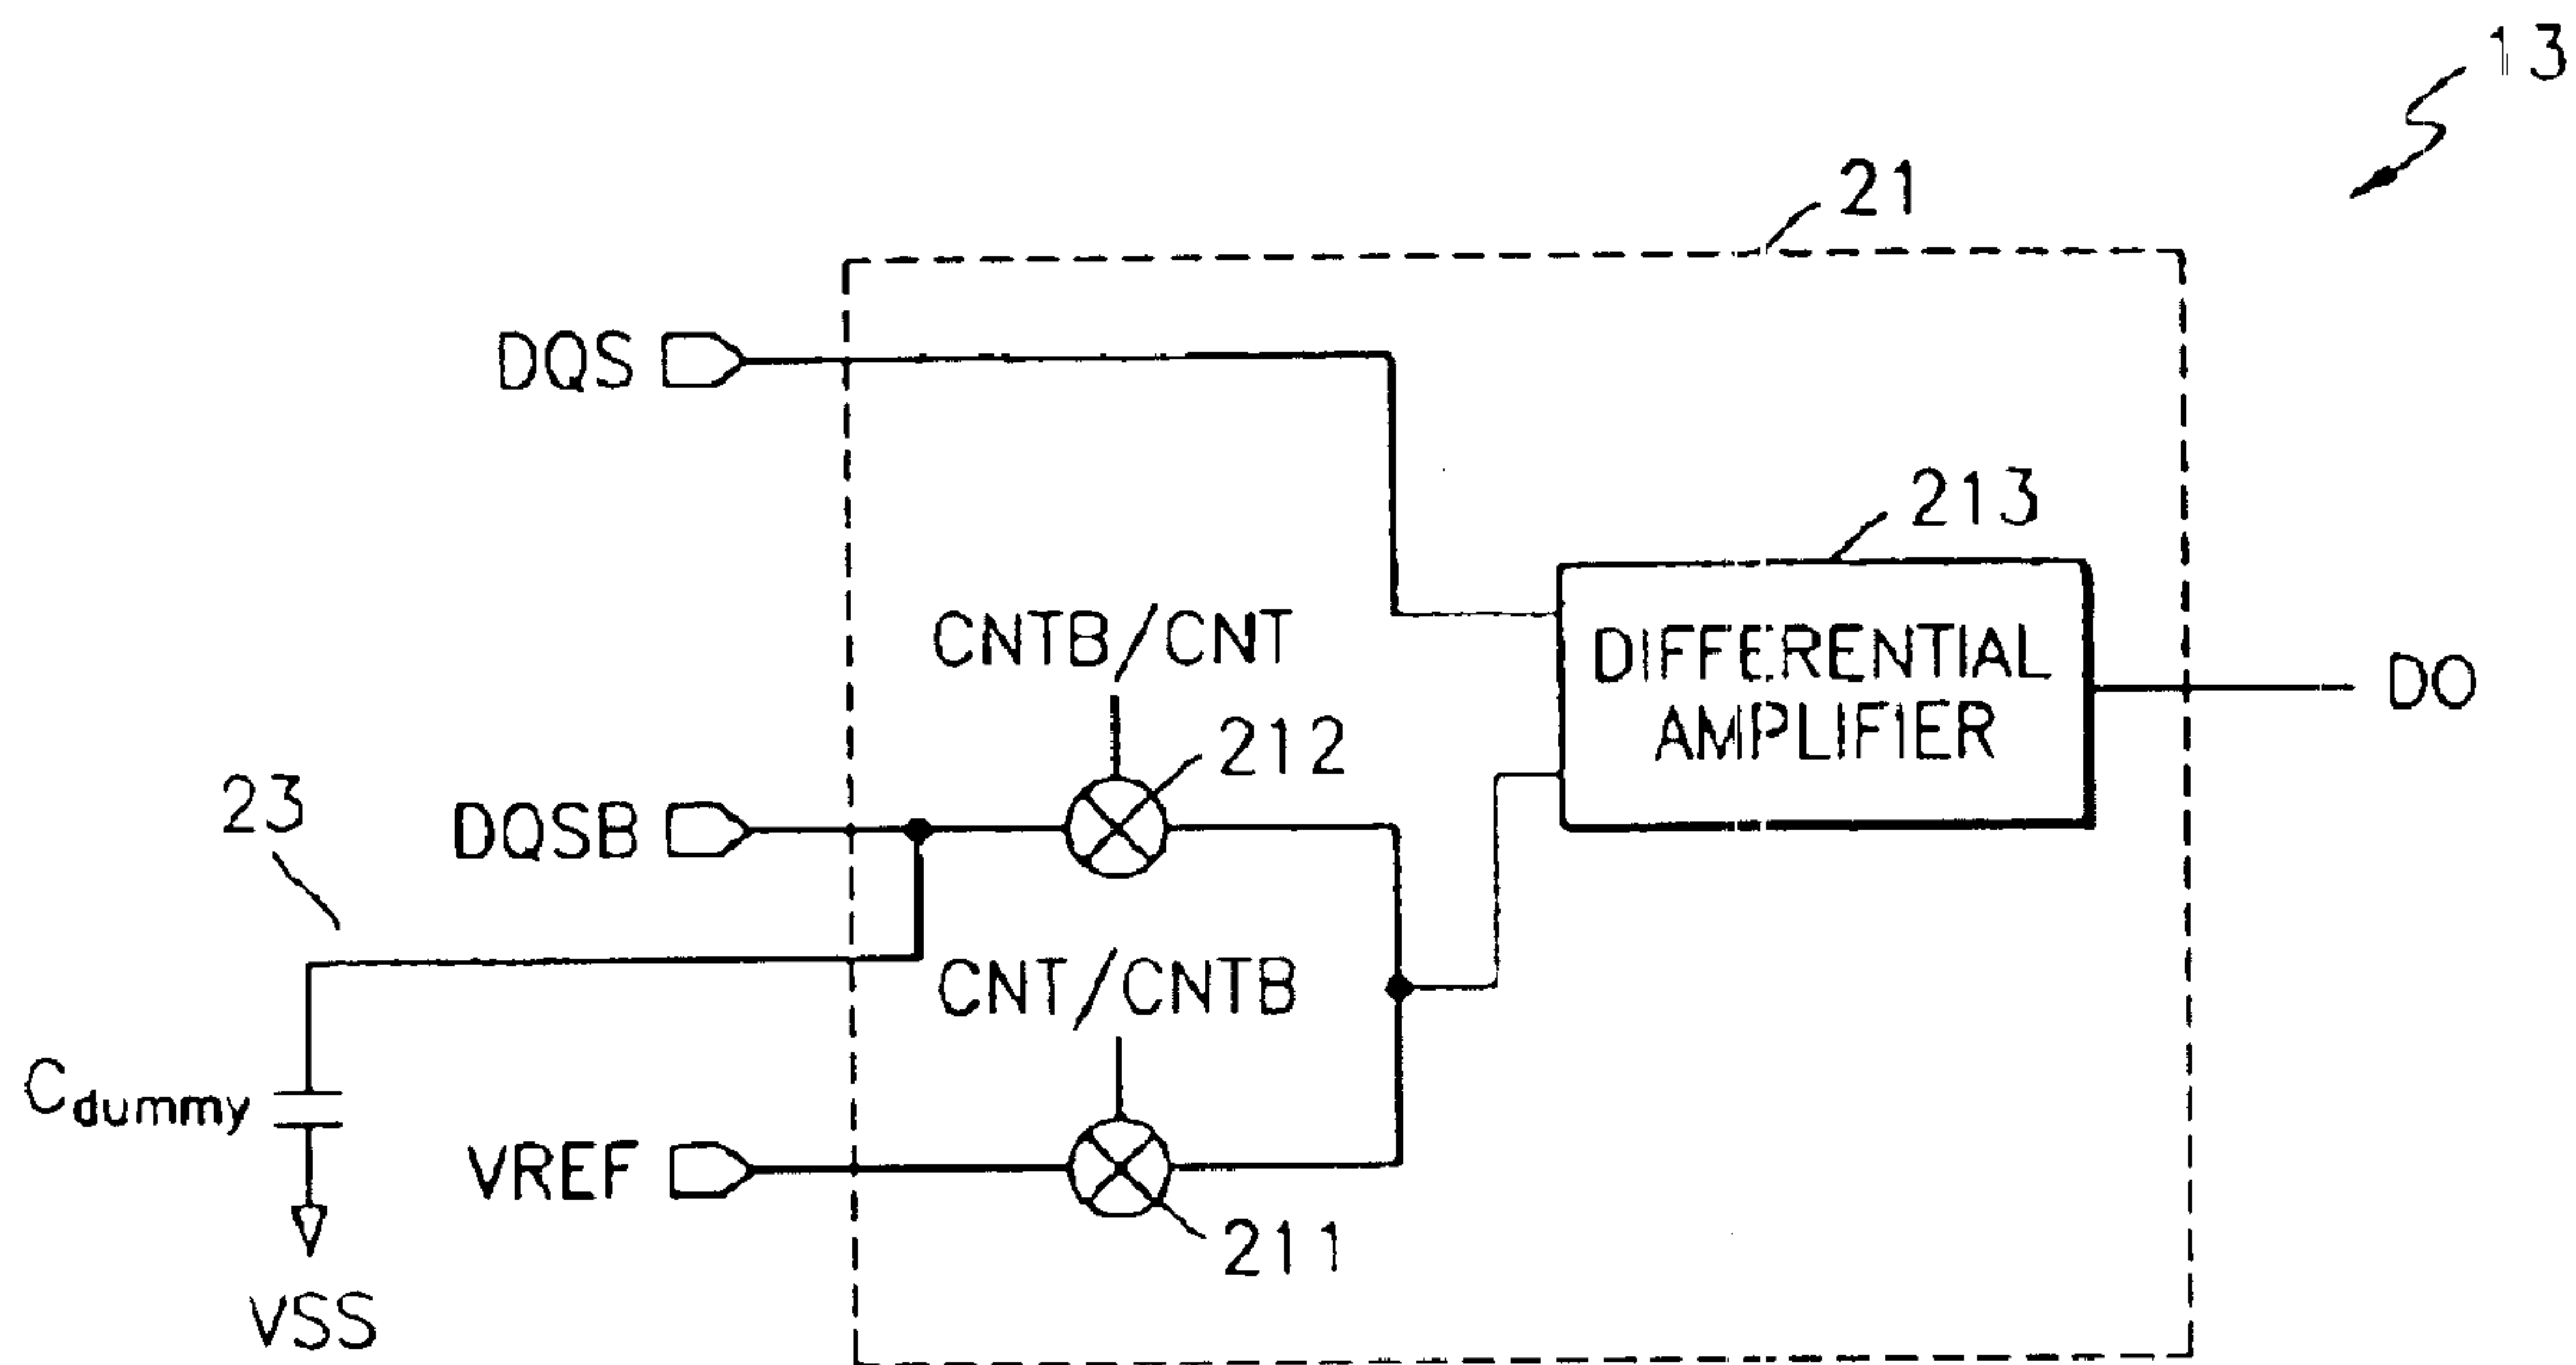 13
21
DQS
213
CNTB/CNT
DIFFERENTIAL
AMPLIFIER
DO
212
23
DQSB
CNT/CNTB
Cdummy
VREF
211
VSS